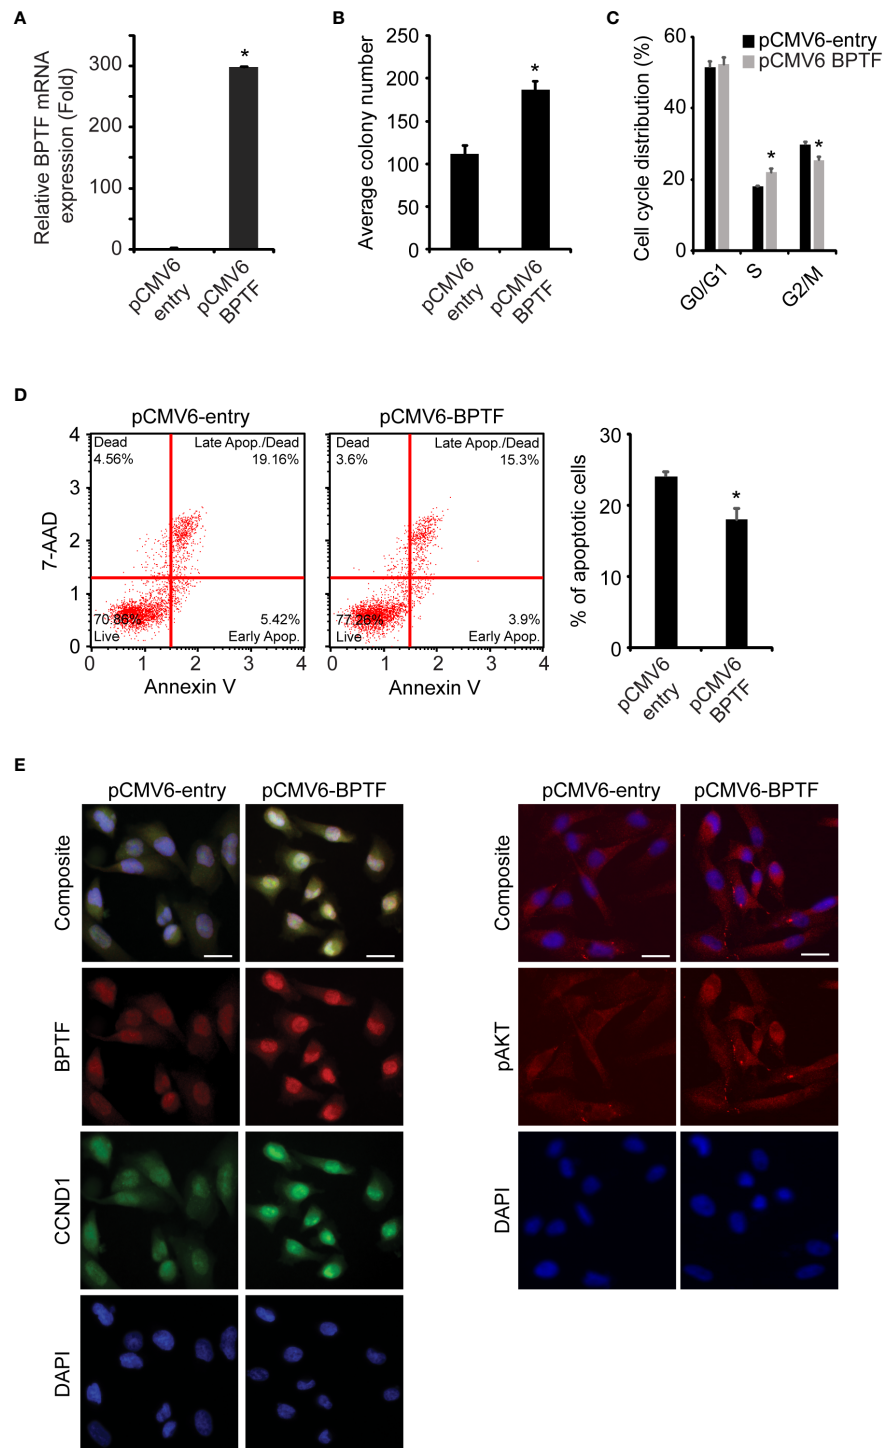 A
Relative BPTF mRNA
expression (Fold)
300
200
100
0
*
pCMV6
entry
pCMV6
BPTF
B
Average colony number
250
200
150
100
50
0
*
pCMV6
entry
pCMV6
BPTF
C
Cell cycle distribution (%)
60
40
20
0
pCMV6-entry
pCMV6 BPTF
*
*
G0/G1
S
G2/M
D
pCMV6-entry
7-AAD
4
3
2
1
0
Dead
4.56%
Late Apop./Dead
19.16%
70.86%
Live
5.42%
Early Apop.
0 1 2 3 4
Annexin V
pCMV6-BPTF
Dead
3.6%
Late Apop./Dead
15.3%
77.26%
Live
3.9%
Early Apop.
0 1 2 3 4
Annexin V
% of apoptotic cells
30
20
10
0
*
pCMV6
entry
pCMV6
BPTF
E
pCMV6-entry
pCMV6-BPTF
Composite
BPTF
CCND1
DAPI
pCMV6-entry
pCMV6-BPTF
Composite
pAKT
DAPI